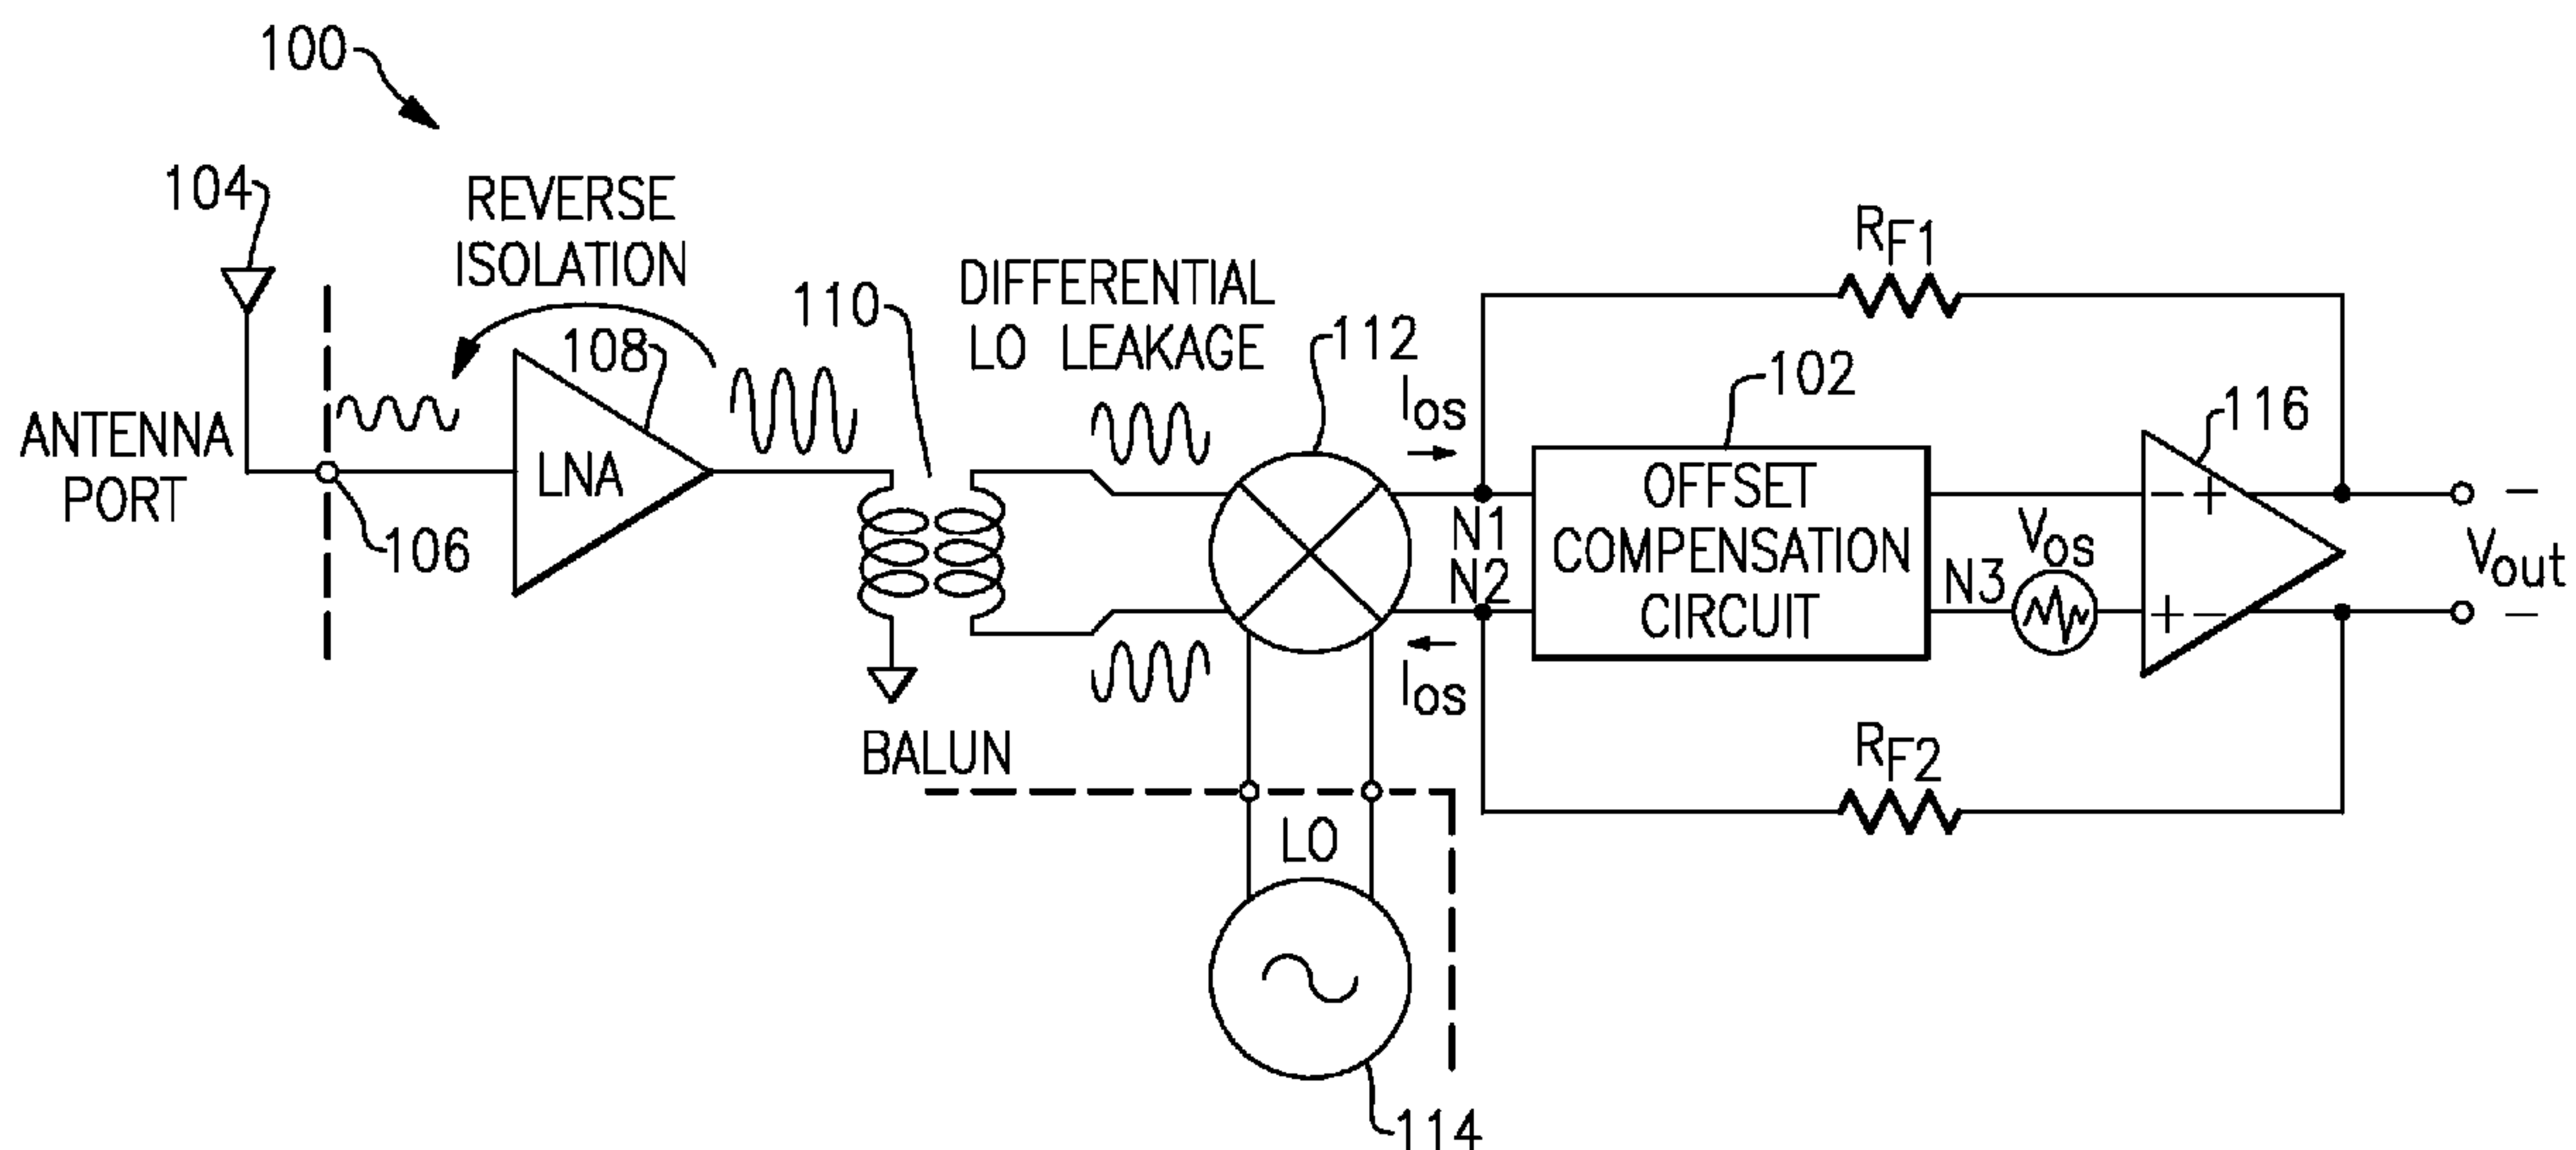 100
104
REVERSE
ISOLATION
110
DIFFERENTIAL
LO LEAKAGE
108
112
RF1
102
116
ANTENNA
PORT
106
LNA
Ios
N1
N2
Ios
OFFSET
COMPENSATION
CIRCUIT
N3
Vos
- +
+ -
-
Vout
-
BALUN
RF2
LO
114